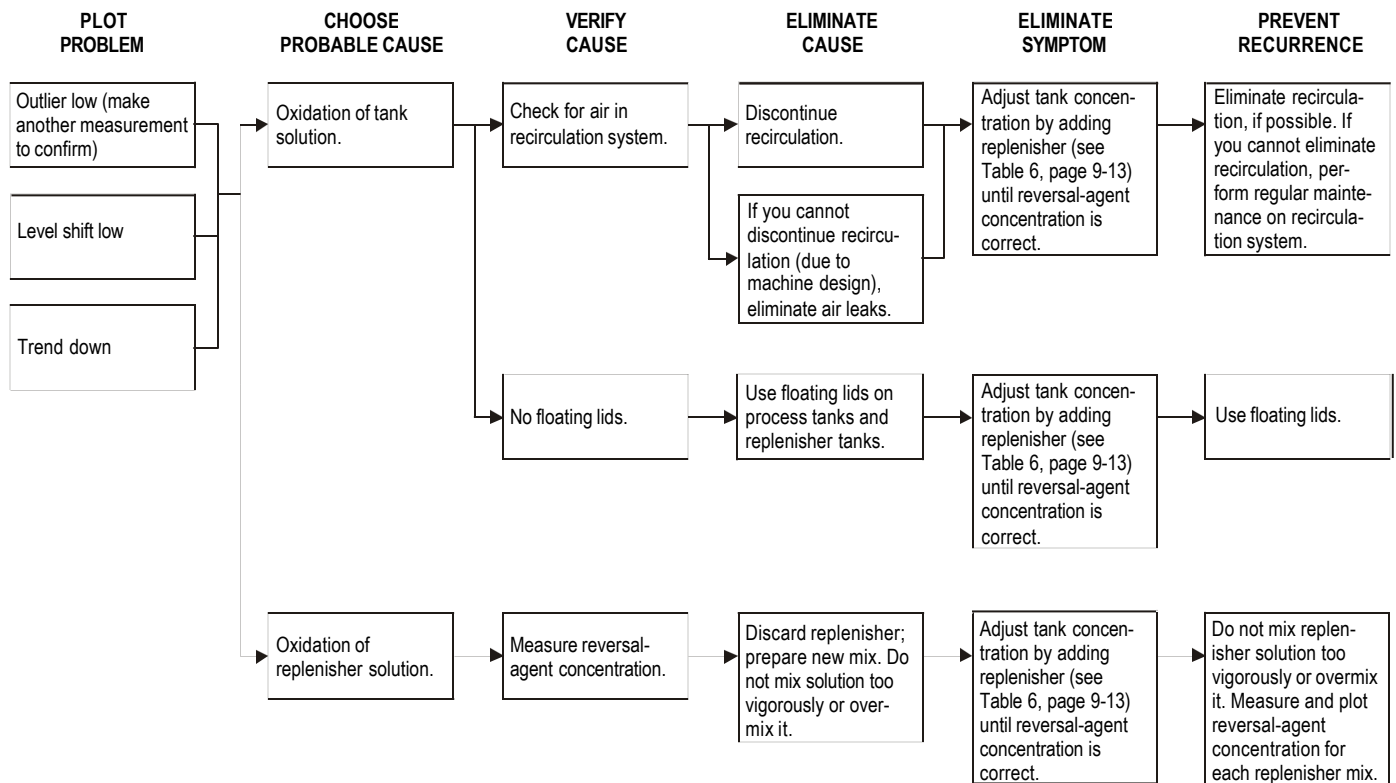 PLOT
PROBLEM
CHOOSE
PROBABLE CAUSE
VERIFY
CAUSE
ELIMINATE
CAUSE
ELIMINATE
SYMPTOM
PREVENT
RECURRENCE
Outlier low (make
another measurement
to confirm)
Level shift low
Trend down
Oxidation of tank
solution.
Check for air in
recirculation system.
Discontinue
recirculation.
If you cannot
discontinue recircu-
lation (due to
machine design),
eliminate air leaks.
Adjust tank concen-
tration by adding
replenisher (see
Table 6, page 9-13)
until reversal-agent
concentration is
correct.
Eliminate recircula-
tion, if possible. If
you cannot eliminate
recirculation, per-
form regular mainte-
nance on recircula-
tion system.
No floating lids.
Use floating lids on
process tanks and
replenisher tanks.
Adjust tank concen-
tration by adding
replenisher (see
Table 6, page 9-13)
until reversal-agent
concentration is
correct.
Use floating lids.
Oxidation of
replenisher solution.
Measure reversal-
agent concentration.
Discard replenisher;
prepare new mix. Do
not mix solution too
vigorously or over-
mix it.
Adjust tank concen-
tration by adding
replenisher (see
Table 6, page 9-13)
until reversal-agent
concentration is
correct.
Do not mix replen-
isher solution too
vigorously or overmix
it. Measure and plot
reversal-agent
concentration for
each replenisher mix.